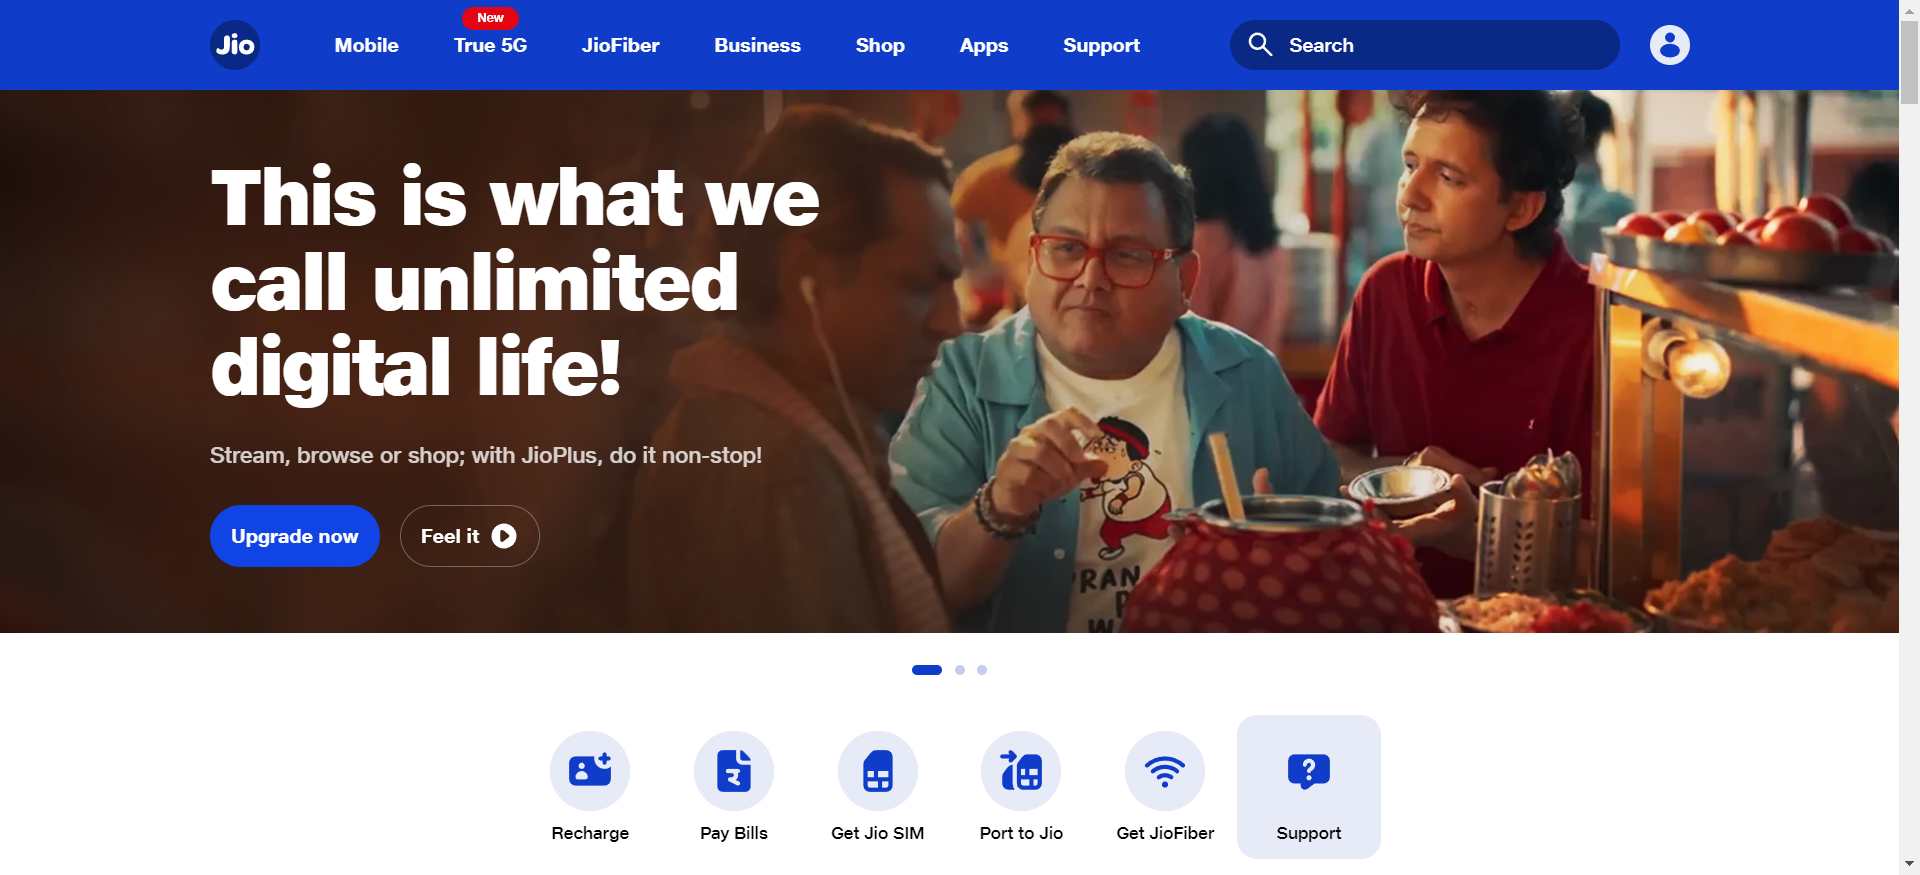 Jio
Mobile
New
True 5G
JioFiber
Business
Shop
Apps
Support
Search
This is what we
call unlimited
digital life!
Stream, browse or shop; with JioPlus, do it non-stop!
Upgrade now
Feel it
RAN
P
W
Recharge
Pay Bills
Get Jio SIM
Port to Jio
Get JioFiber
Support